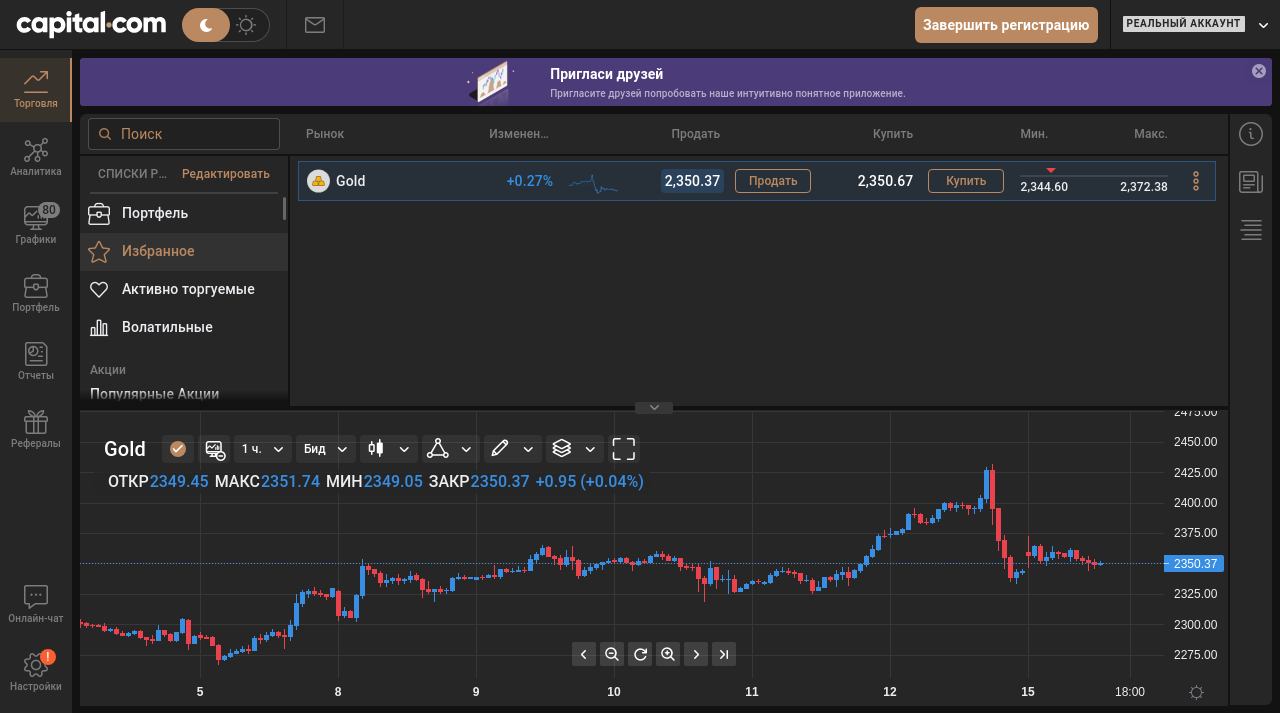 capital.com
Завершить регистрацию
РЕАЛЬНЫЙ АККАУНТ
Торговля
Аналитика
80
Графики
Портфель
Отчеты
Рефералы
Онлайн-чат
!
Настройки
Пригласи друзей
Пригласите друзей попробовать наше интуитивно понятное приложение.
Поиск
Рынок Изменен... Продать Купить Мин. Макс.
СПИСКИ Р... Редактировать
Портфель
Избранное
Активно торгуемые
Волатильные
Акции
Популярные Акции
Gold +0.27% 2,350.37 Продать 2,350.67 Купить 2,344.60 2,372.38
Gold 1 ч. Бид
ОТКР2349.45 МАКС2351.74 МИН2349.05 ЗАКР2350.37 +0.95 (+0.04%)
2475.00
2450.00
2425.00
2400.00
2375.00
2350.37
2325.00
2300.00
2275.00
5 8 9 10 11 12 15 18:00